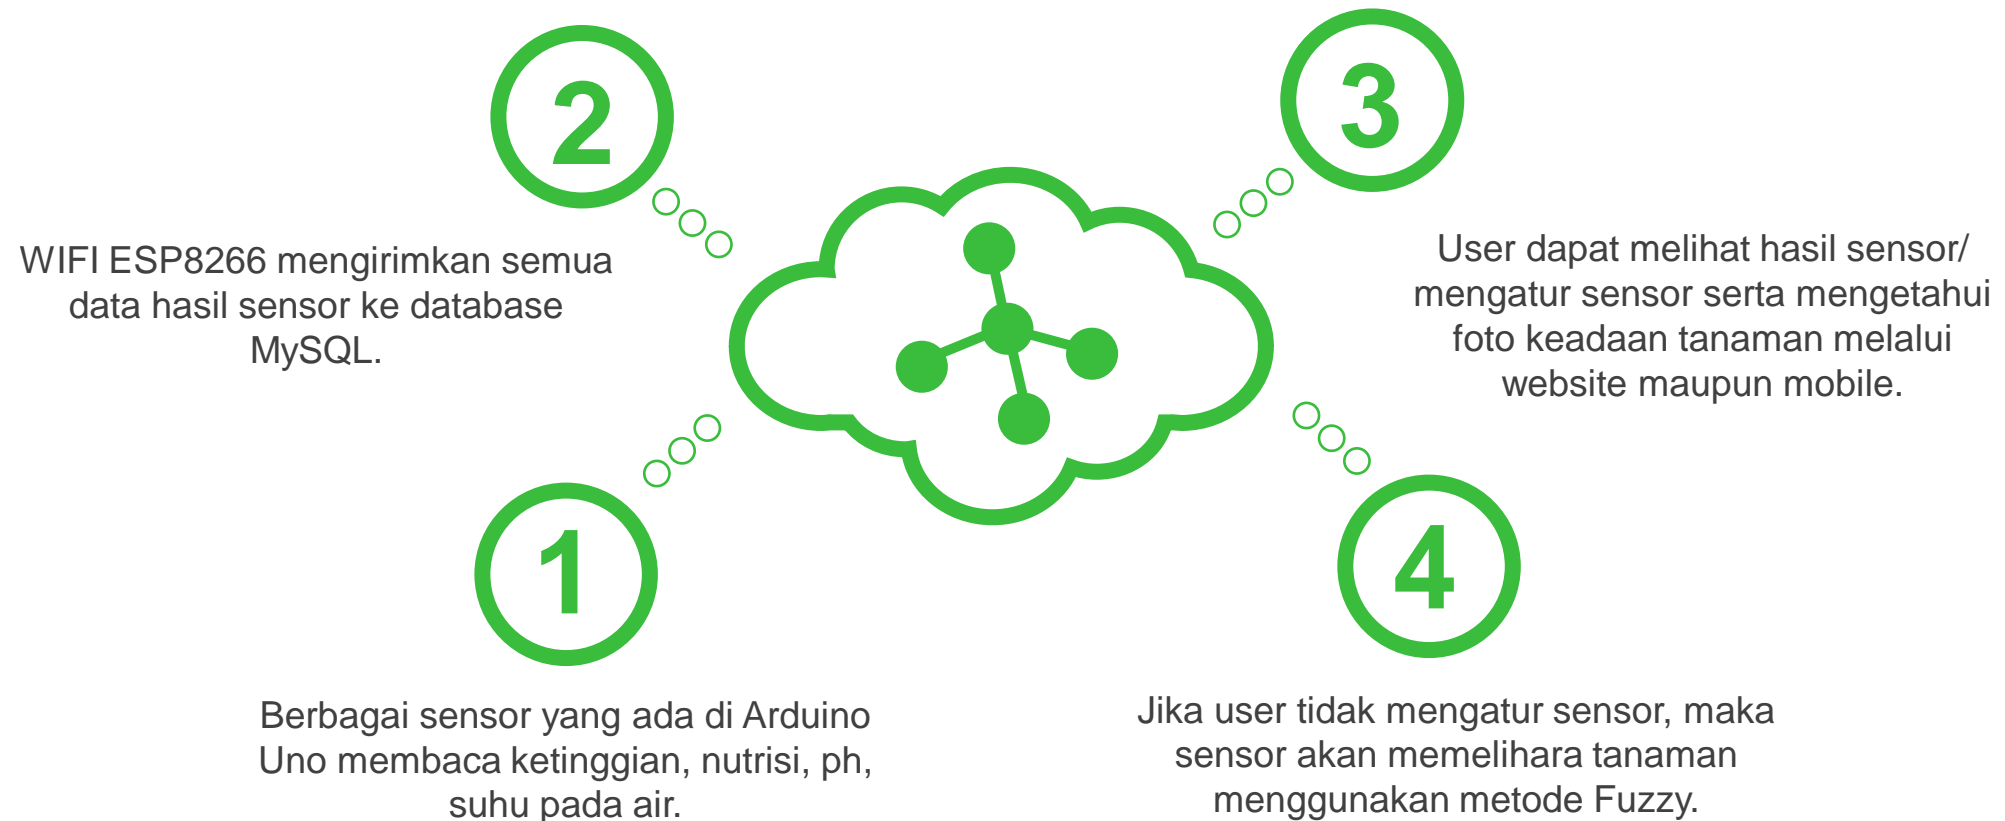 2
WIFI ESP8266 mengirimkan semua
data hasil sensor ke database
MySQL.
3
User dapat melihat hasil sensor/
mengatur sensor serta mengetahui
foto keadaan tanaman melalui
website maupun mobile.
1
Berbagai sensor yang ada di Arduino
Uno membaca ketinggian, nutrisi, ph,
suhu pada air.
4
Jika user tidak mengatur sensor, maka
sensor akan memelihara tanaman
menggunakan metode Fuzzy.